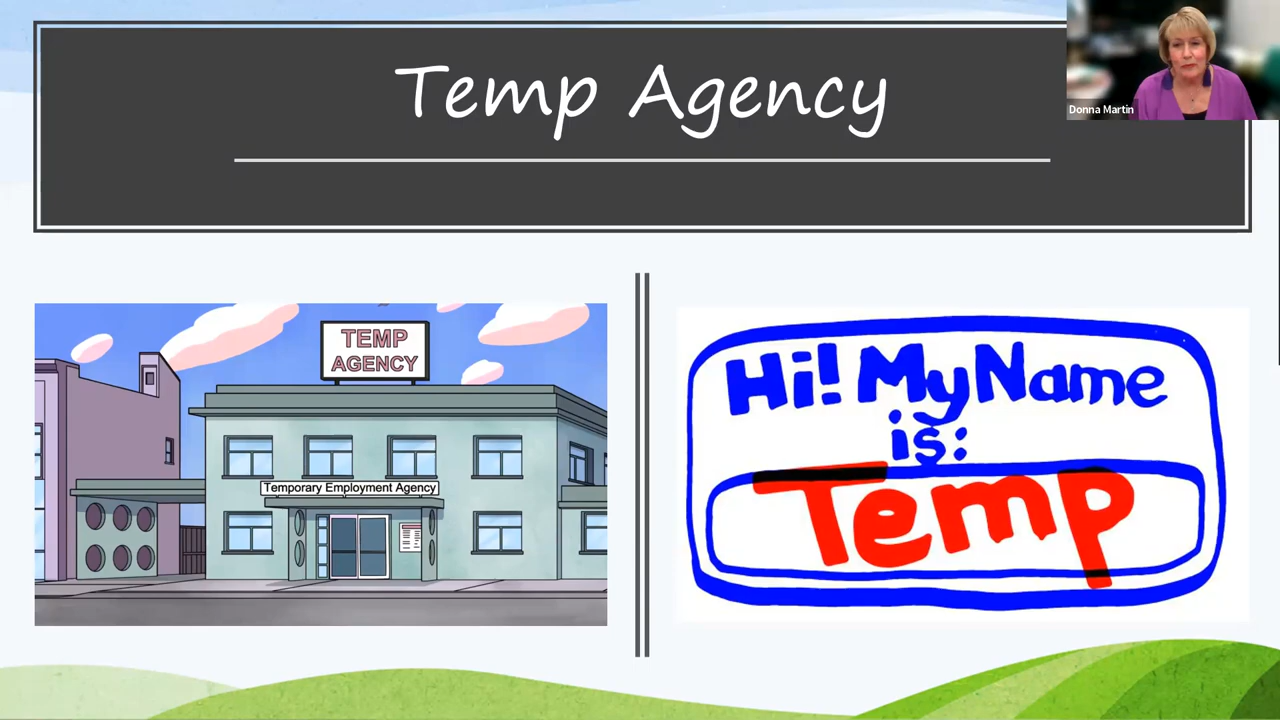 Temp Agency
Donna Martin
TEMP
AGENCY
Temporary Employment Agency
Hi! My Name
is:
Temp